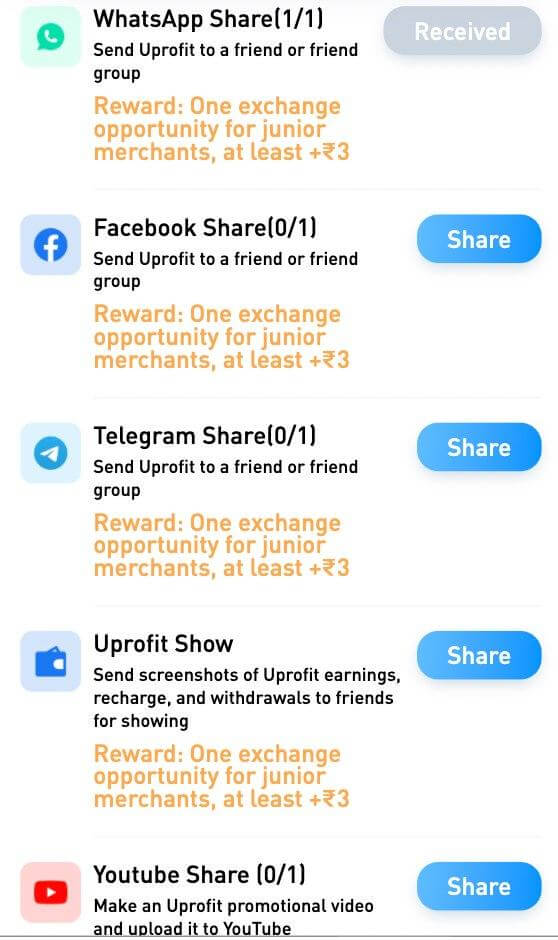 WhatsApp Share(1/1)
Received
Send Uprofit to a friend or friend
group
Reward: One exchange
opportunity for junior
merchants, at least +₹3
Facebook Share(0/1)
Share
Send Uprofit to a friend or friend
group
Reward: One exchange
opportunity for junior
merchants, at least +₹3
Telegram Share(0/1)
Share
Send Uprofit to a friend or friend
group
Reward: One exchange
opportunity for junior
merchants, at least +₹3
Uprofit Show
Share
Send screenshots of Uprofit earnings,
recharge, and withdrawals to friends
for showing
Reward: One exchange
opportunity for junior
merchants, at least +₹3
Youtube Share (0/1)
Share
Make an Uprofit promotional video
and upload it to YouTube